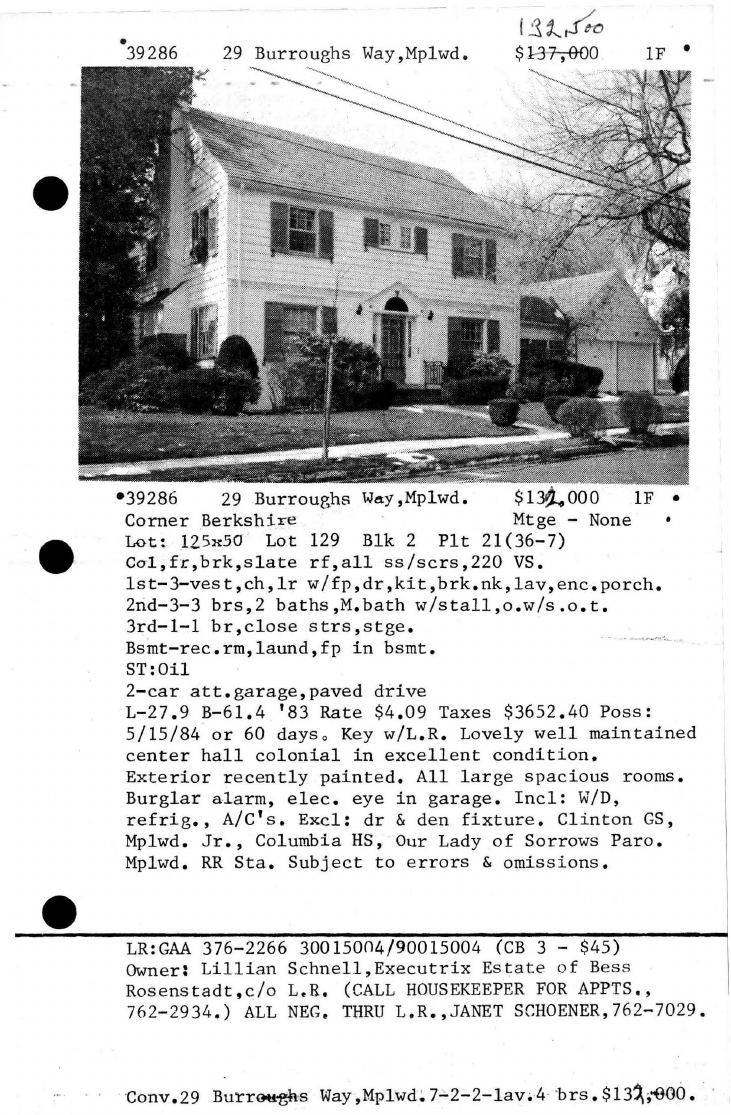 132,500
39286 29 Burroughs Way,Mplwd. $137,000 1F
39286 29 Burroughs Way,Mplwd. $137,000 1F
Corner Berkshire Mtge - None
Lot: 125x50 Lot 129 Blk 2 Plt 21(36-7)
Col,fr,brk,slate rf,all ss/scrs,220 VS.
1st-3-vest,ch,lr w/fp,dr,kit,brk.nk,lav,enc.porch.
2nd-3-3 brs,2 baths,M.bath w/stall,o.w/s.o.t.
3rd-1-1 br,close strs,stge.
Bsmt-rec.rm,laund,fp in bsmt.
ST:Oil
2-car att.garage,paved drive
L-27.9 B-61.4 '83 Rate $4.09 Taxes $3652.40 Poss:
5/15/84 or 60 days. Key w/L.R. Lovely well maintained
center hall colonial in excellent condition.
Exterior recently painted. All large spacious rooms.
Burglar alarm, elec. eye in garage. Incl: W/D,
refrig., A/C's. Excl: dr & den fixture. Clinton GS,
Mplwd. Jr., Columbia HS, Our Lady of Sorrows Paro.
Mplwd. RR Sta. Subject to errors & omissions.
LR:GAA 376-2266 30015004/90015004 (CB 3 - $45)
Owner: Lillian Schnell,Executrix Estate of Bess
Rosenstadt,c/o L.R. (CALL HOUSEKEEPER FOR APPTS.,
762-2934.) ALL NEG. THRU L.R.,JANET SCHOENER,762-7029.
Conv.29 Burroughs Way,Mplwd.7-2-2-lav.4 brs.$137,000.